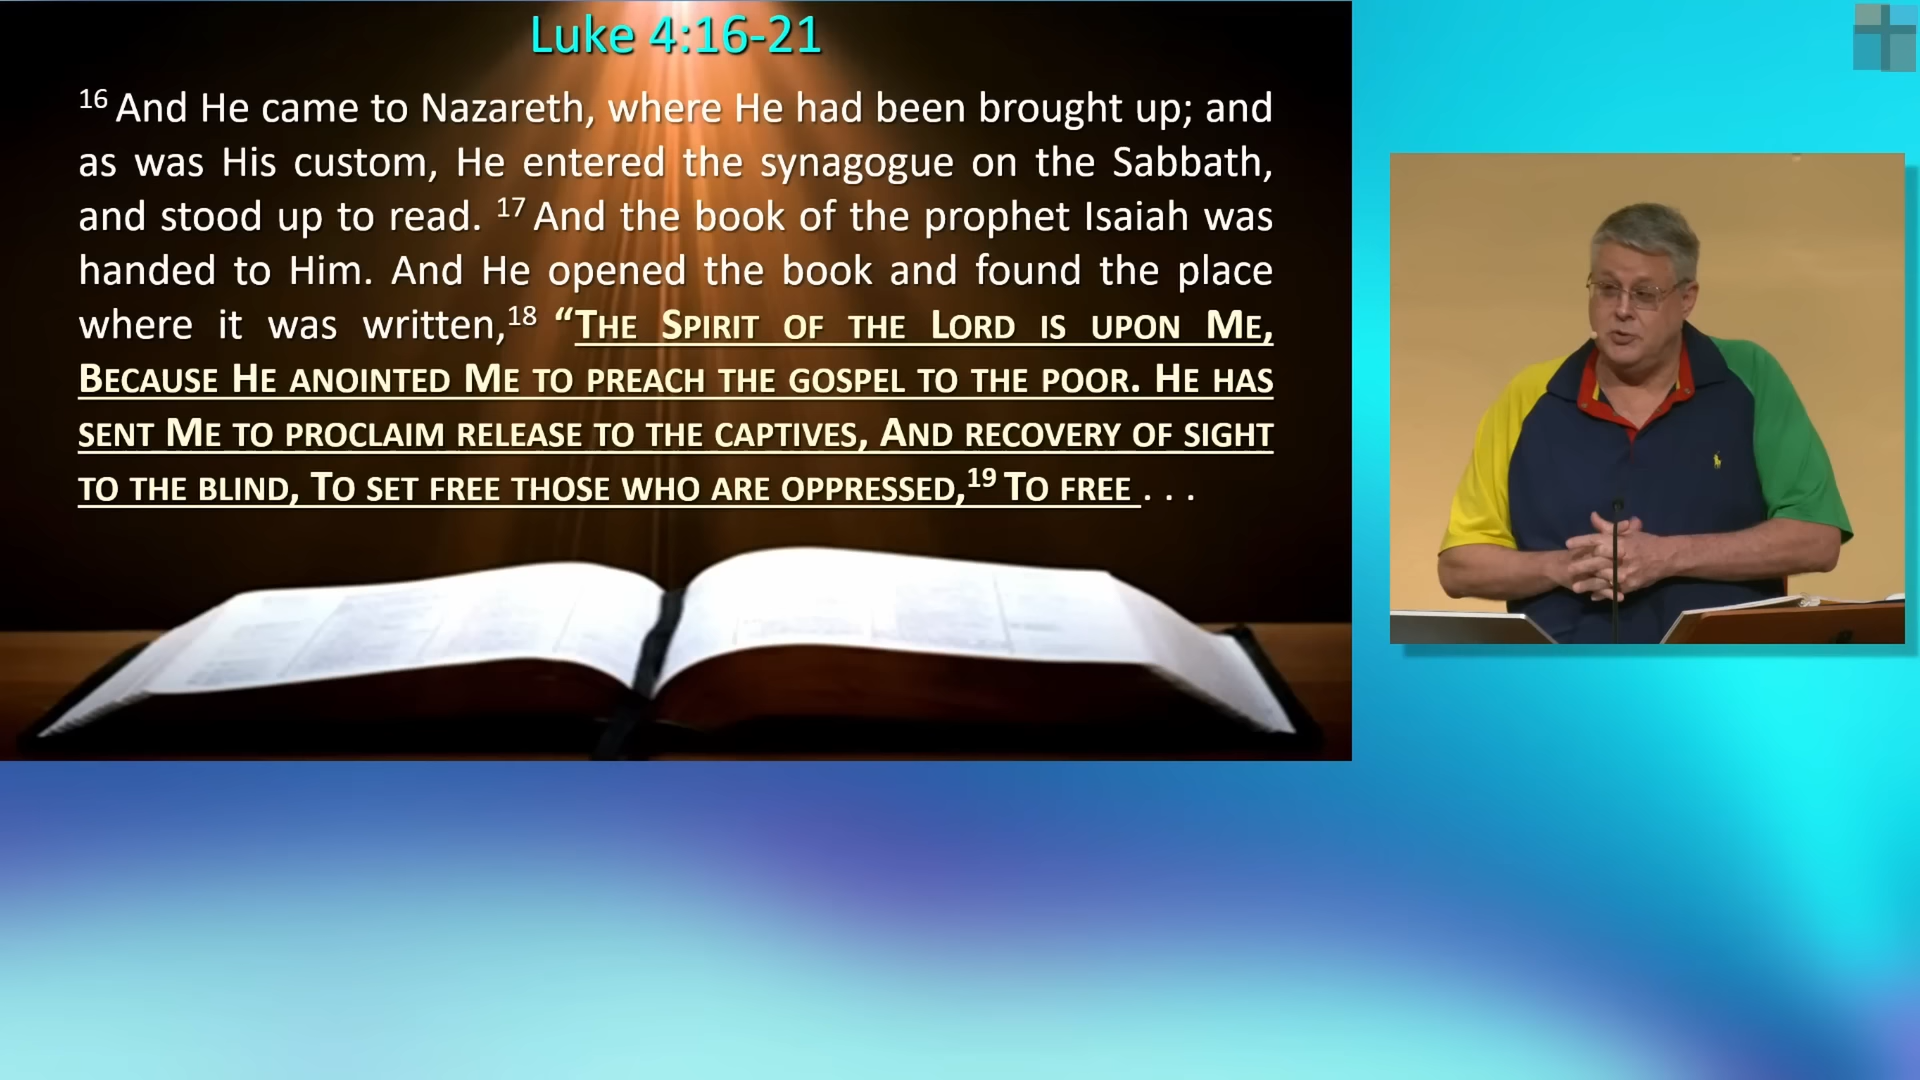 Luke 4:16-21
16 And He came to Nazareth, where He had been brought up; and
as was His custom, He entered the synagogue on the Sabbath,
and stood up to read. 17 And the book of the prophet Isaiah was
handed to Him. And He opened the book and found the place
where it was written,18 “THE SPIRIT OF THE LORD IS UPON ME,
BECAUSE HE ANOINTED ME TO PREACH THE GOSPEL TO THE POOR. HE HAS
SENT ME TO PROCLAIM RELEASE TO THE CAPTIVES, AND RECOVERY OF SIGHT
TO THE BLIND, TO SET FREE THOSE WHO ARE OPPRESSED,19 TO FREE . . .